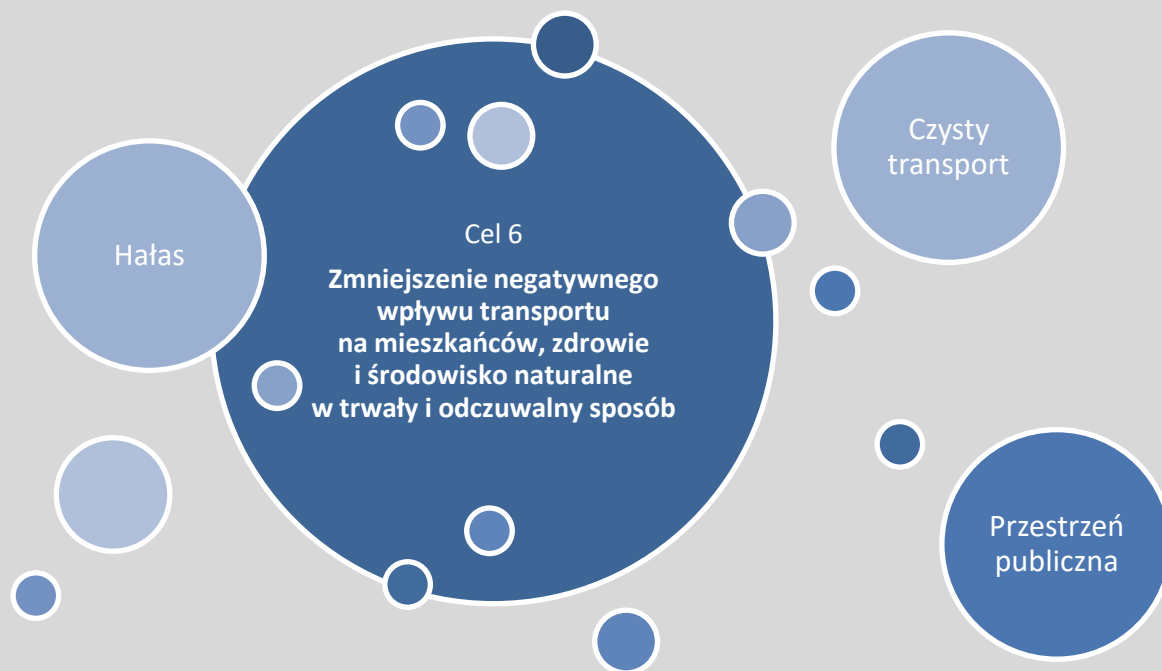 Czysty
transport
Hałas
Cel 6
Zmniejszenie negatywnego
wpływu transportu
na mieszkańców, zdrowie
i środowisko naturalne
w trwały i odczuwalny sposób
Przestrzeń
publiczna